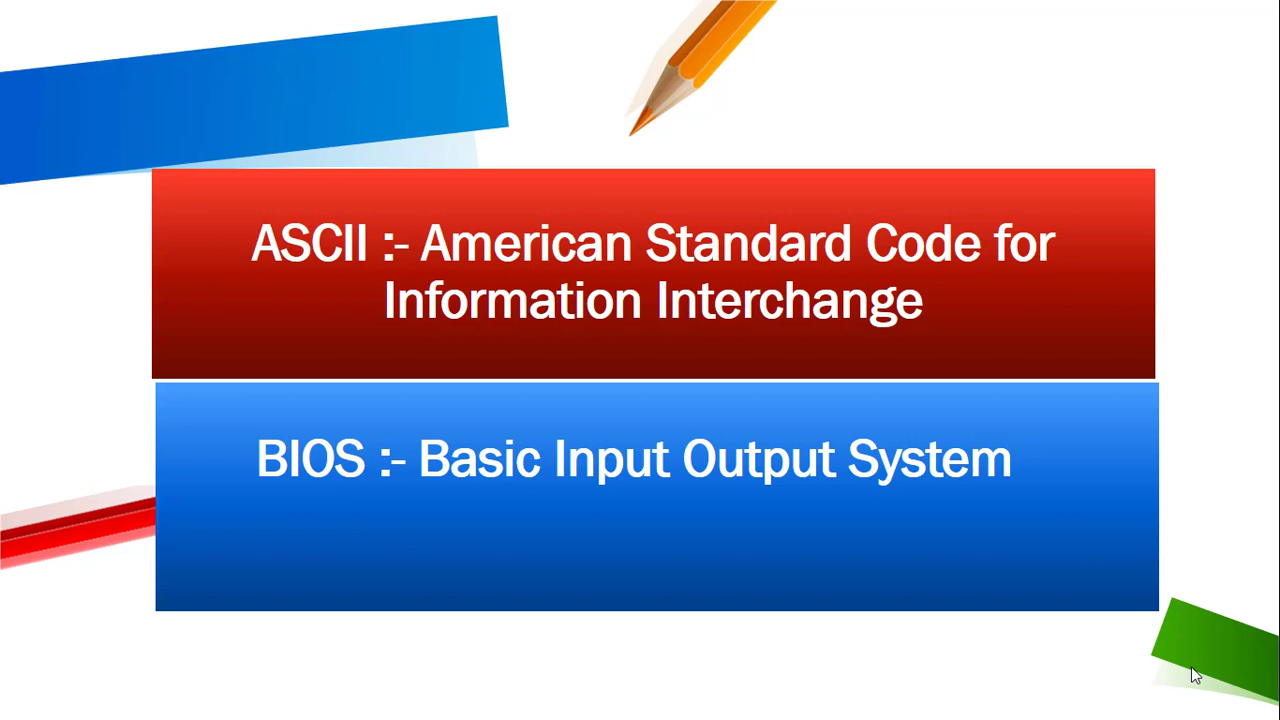 ASCII :- American Standard Code for
Information Interchange
BIOS :- Basic Input Output System